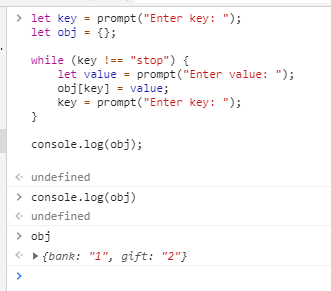 let key = prompt("Enter key: ");
let obj = {};
while (key !== "stop") {
let value = prompt("Enter value: ");
obj[key] = value;
key = prompt("Enter key: ");
}
console.log(obj);
undefined
console.log(obj)
undefined
obj
{bank: "1", gift: "2"}